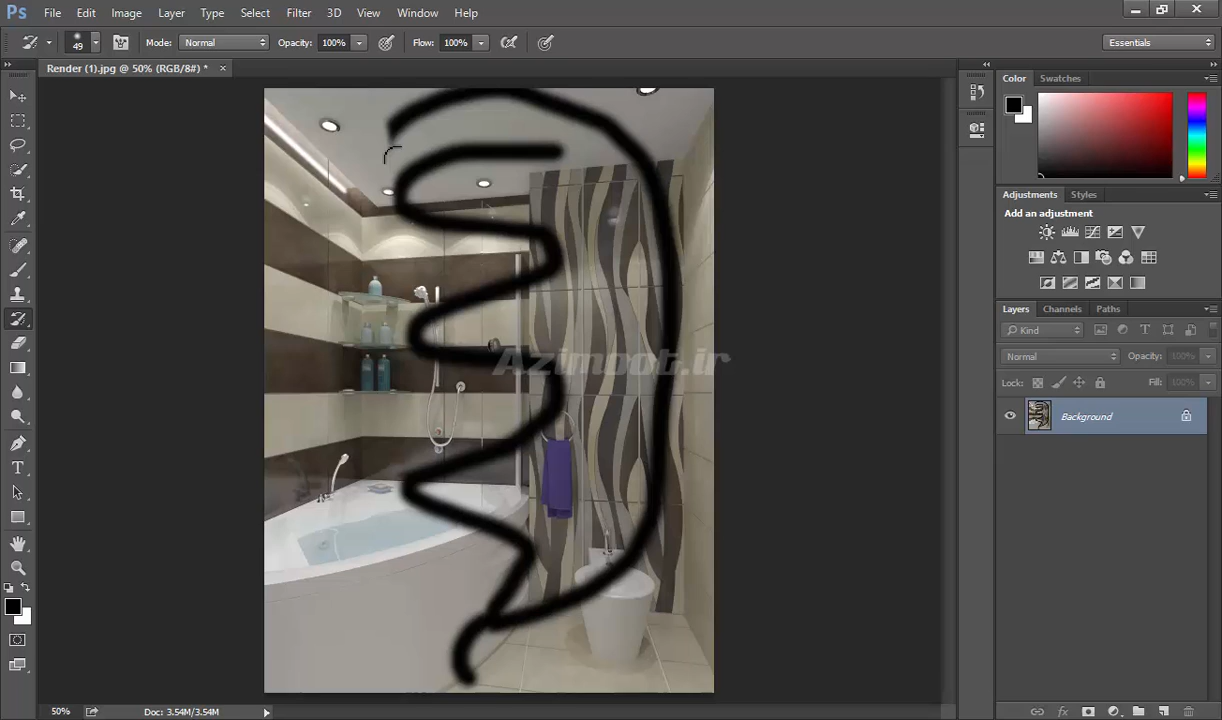 Ps File Edit Image Layer Type Select Filter 3D View Window Help
49 Mode: Normal Opacity: 100% Flow: 100% Essentials
Render (1).jpg @ 50% (RGB/8#) * ×
Color Swatches
Adjustments Styles
Add an adjustment
Layers Channels Paths
Kind
Normal Opacity: 100%
Lock: Fill: 100%
Background
Azimoot.ir
50% Doc: 3.54M/3.54M